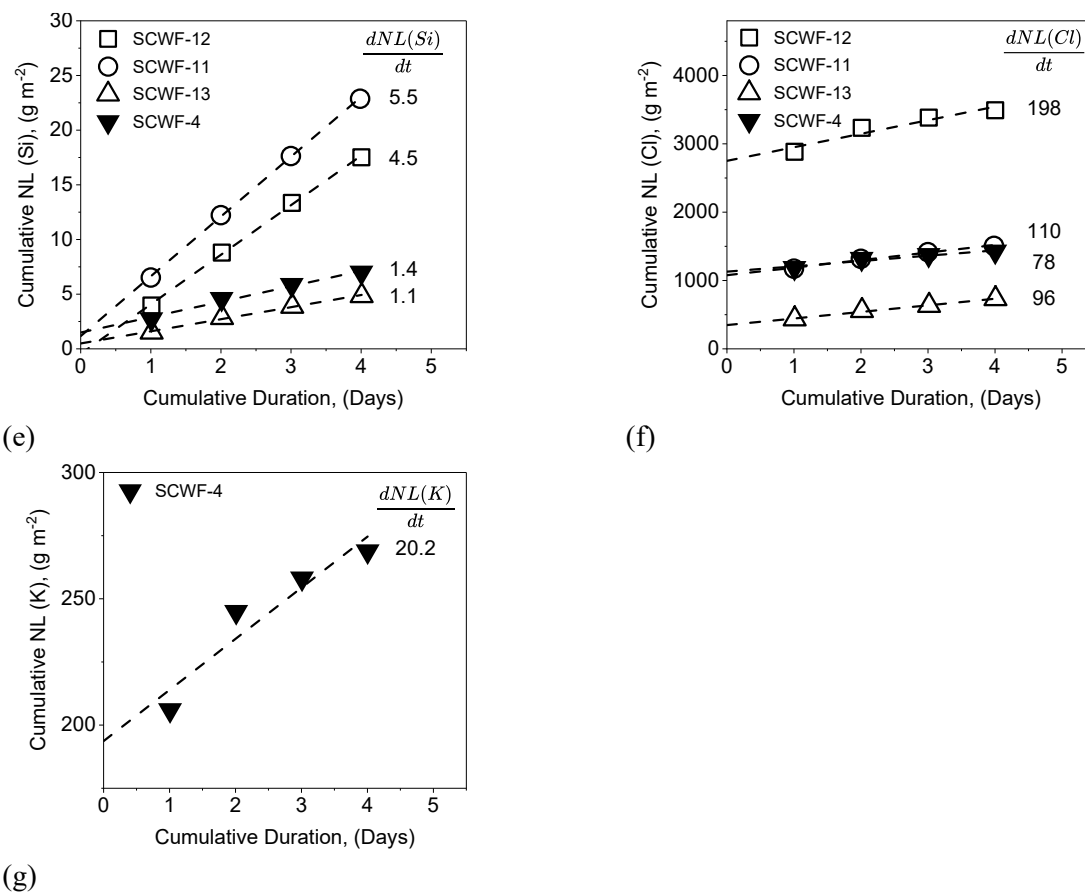 30
25
20
15
10
5
0
Cumulative NL (Si), (g m-2)
SCWF-12
SCWF-11
SCWF-13
SCWF-4
dNL(Si)
dt
5.5
4.5
1.4
1.1
0 1 2 3 4 5
Cumulative Duration, (Days)
(e)
4000
3000
2000
1000
0
Cumulative NL (Cl), (g m-2)
SCWF-12
SCWF-11
SCWF-13
SCWF-4
dNL(Cl)
dt
198
110
78
96
0 1 2 3 4 5
Cumulative Duration, (Days)
(f)
300
250
200
Cumulative NL (K), (g m-2)
SCWF-4
dNL(K)
dt
20.2
0 1 2 3 4 5
Cumulative Duration, (Days)
(g)